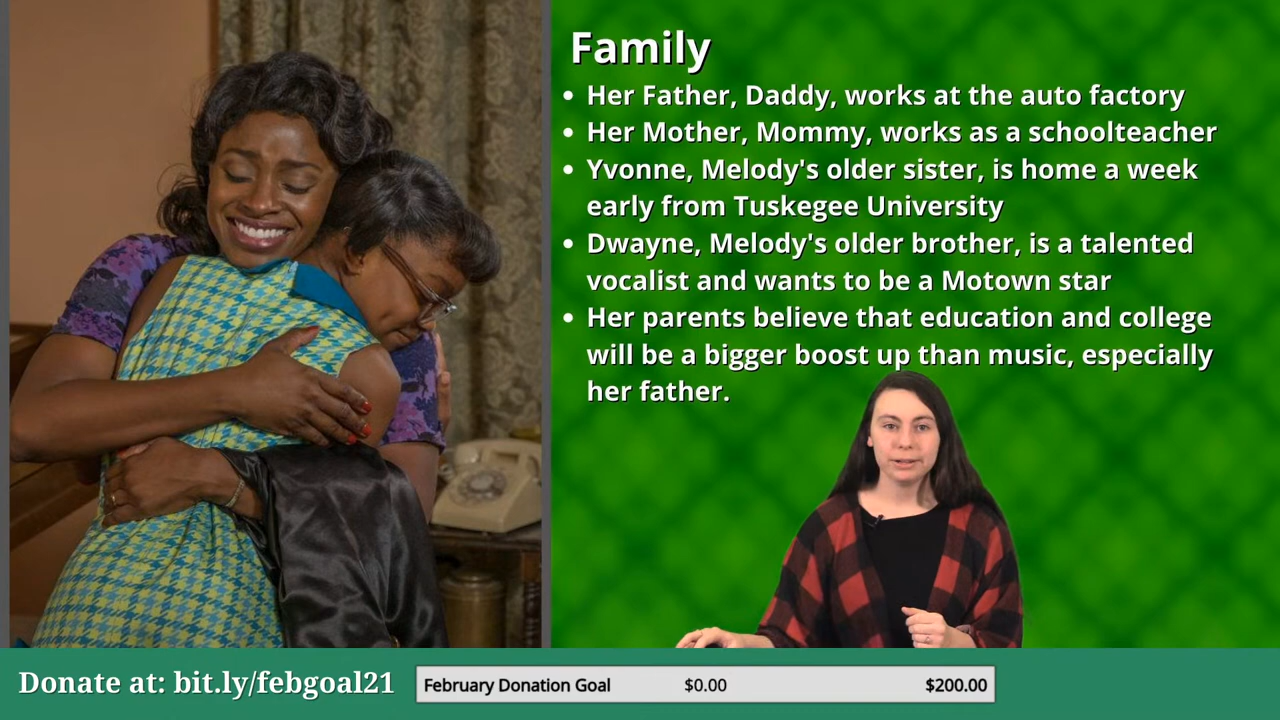 Family
• Her Father, Daddy, works at the auto factory
• Her Mother, Mommy, works as a schoolteacher
• Yvonne, Melody's older sister, is home a week
early from Tuskegee University
• Dwayne, Melody's older brother, is a talented
vocalist and wants to be a Motown star
• Her parents believe that education and college
will be a bigger boost up than music, especially
her father.
Donate at: bit.ly/febgoal21
February Donation Goal $0.00 $200.00